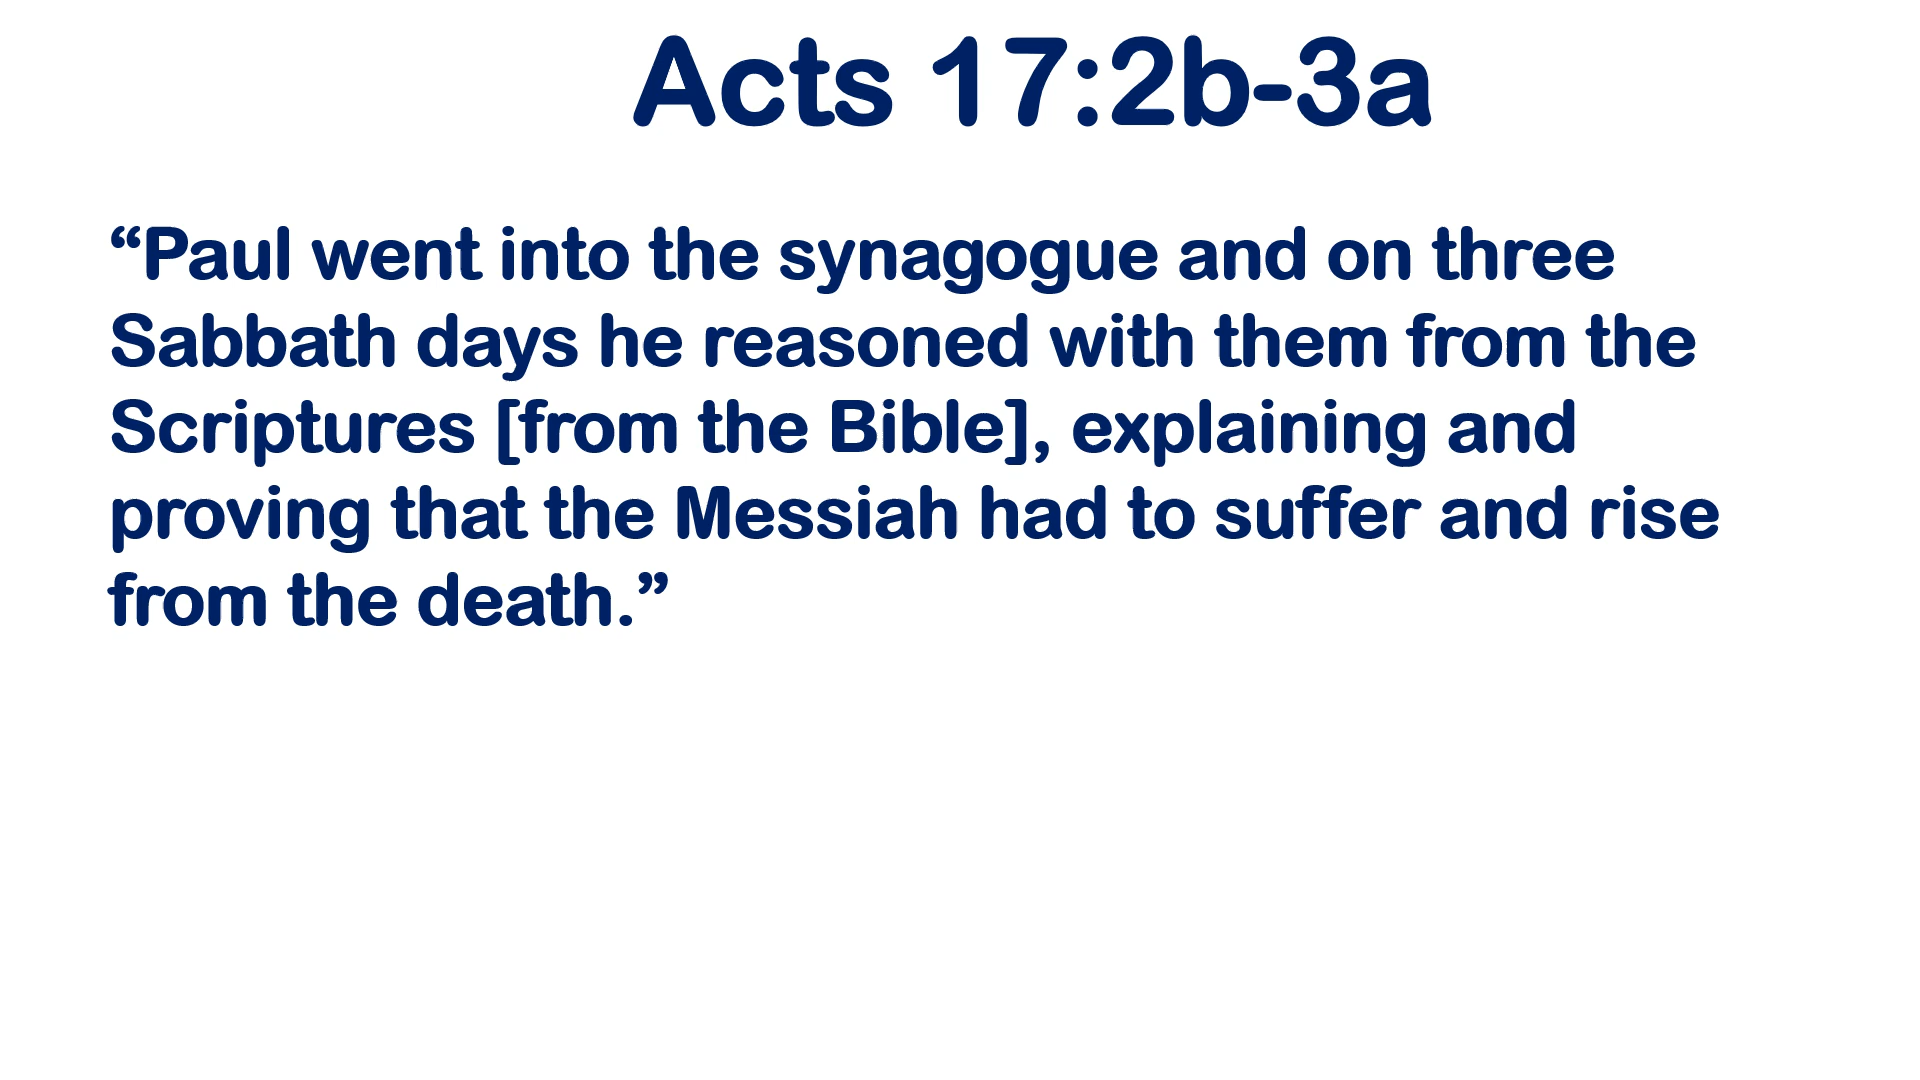 Acts 17:2b-3a
“Paul went into the synagogue and on three
Sabbath days he reasoned with them from the
Scriptures [from the Bible], explaining and
proving that the Messiah had to suffer and rise
from the death.”